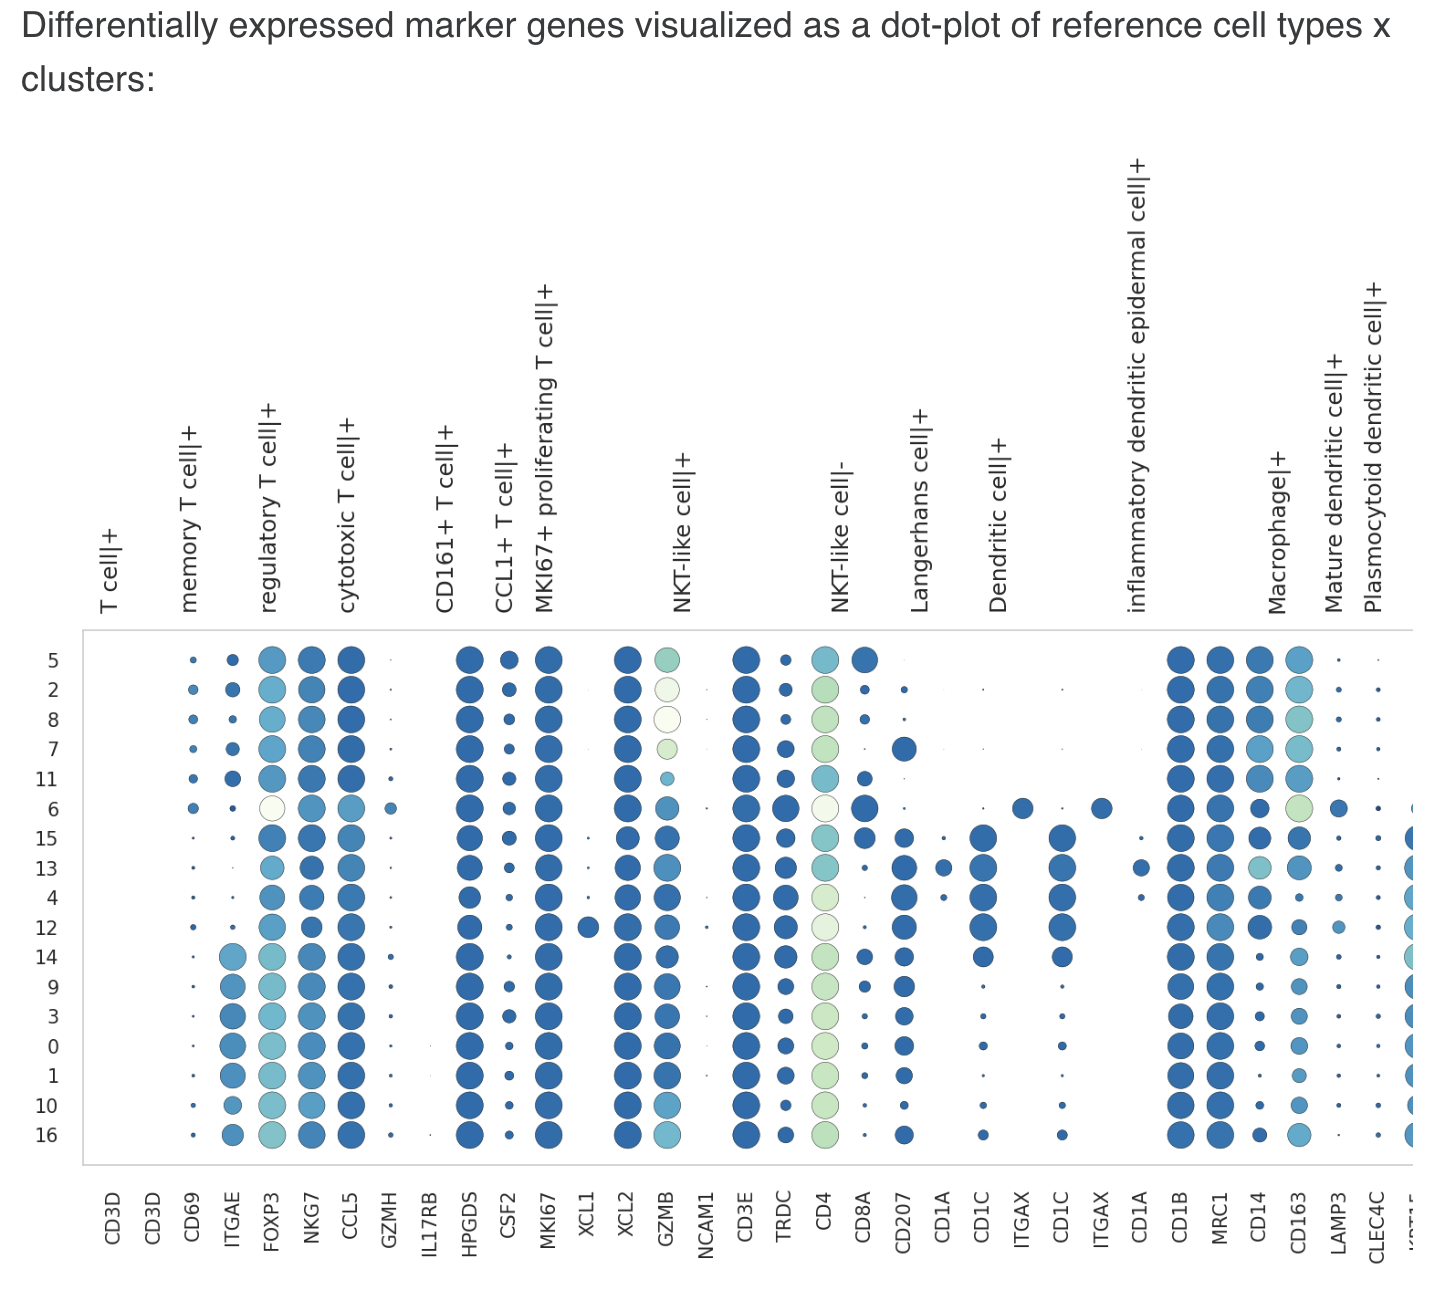 Differentially expressed marker genes visualized as a dot-plot of reference cell types x
clusters:
T cell|+
memory T cell|+
regulatory T cell|+
cytotoxic T cell|+
CD161+ T cell|+
CCL1+ T cell|+
MKI67+ proliferating T cell|+
NKT-like cell|+
NKT-like cell|-
Langerhans cell|+
Dendritic cell|+
inflammatory dendritic epidermal cell|+
Macrophage|+
Mature dendritic cell|+
Plasmocytoid dendritic cell|+
5
2
8
7
11
6
15
13
4
12
14
9
3
0
1
10
16
CD3D
CD3D
CD69
ITGAE
FOXP3
NKG7
CCL5
GZMH
IL17RB
HPGDS
CSF2
MKI67
XCL1
XCL2
GZMB
NCAM1
CD3E
TRDC
CD4
CD8A
CD207
CD1A
CD1C
ITGAX
CD1C
ITGAX
CD1A
CD1B
MRC1
CD14
CD163
LAMP3
CLEC4C